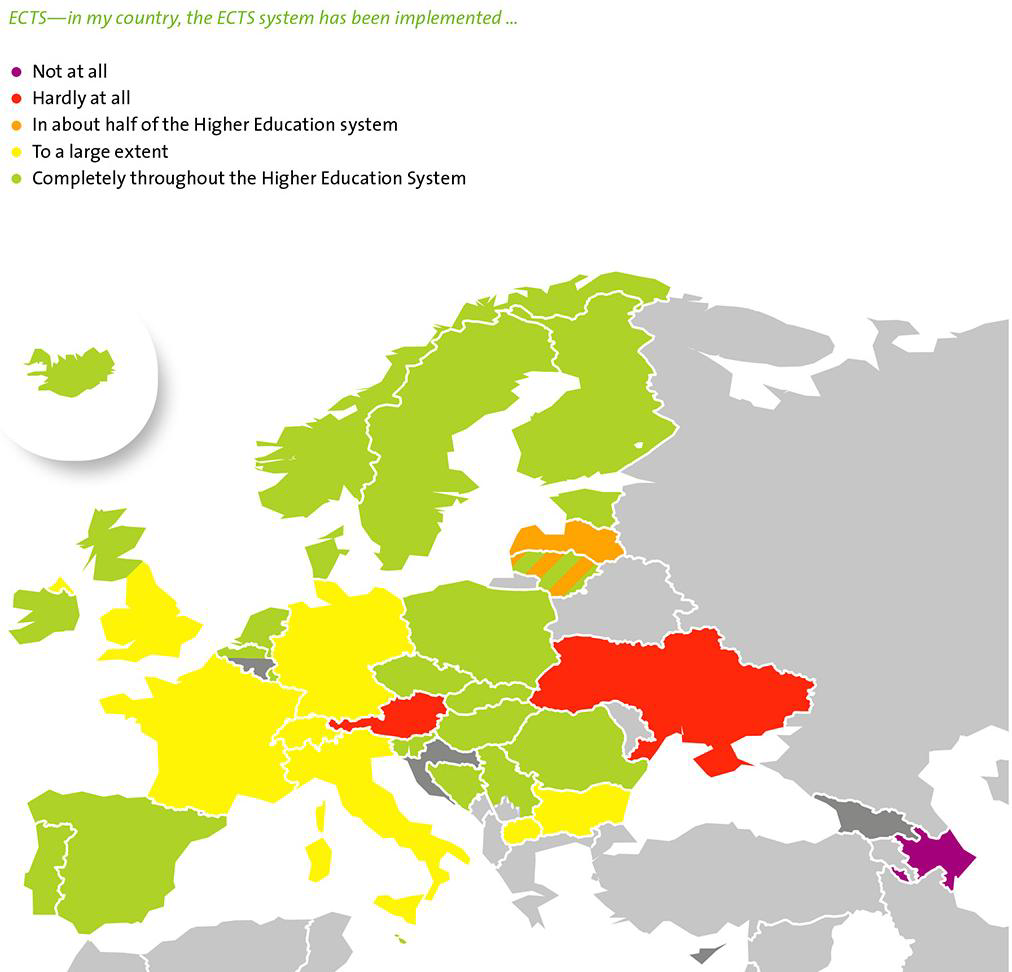 ECTS—in my country, the ECTS system has been implemented ...
Not at all
Hardly at all
In about half of the Higher Education system
To a large extent
Completely throughout the Higher Education System